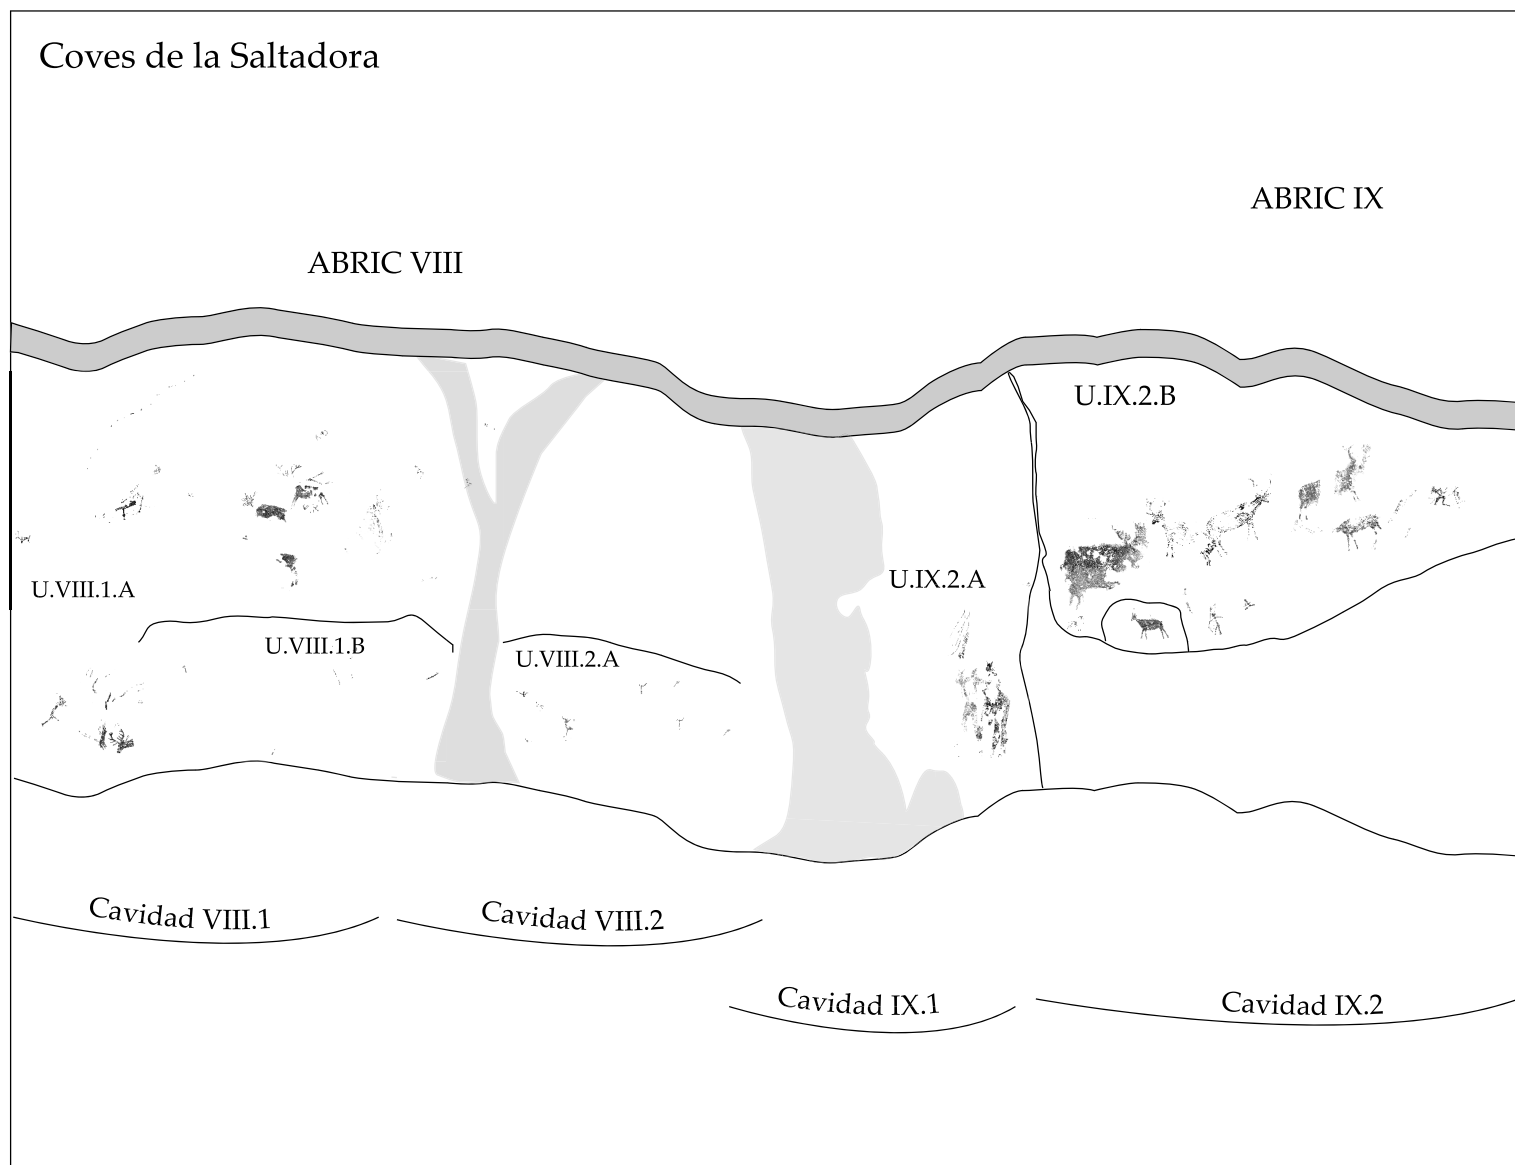 Coves de la Saltadora
ABRIC IX
ABRIC VIII
U.IX.2.B
U.IX.2.A
U.VIII.1.A
U.VIII.1.B
U.VIII.2.A
Cavidad VIII.1
Cavidad VIII.2
Cavidad IX.1
Cavidad IX.2